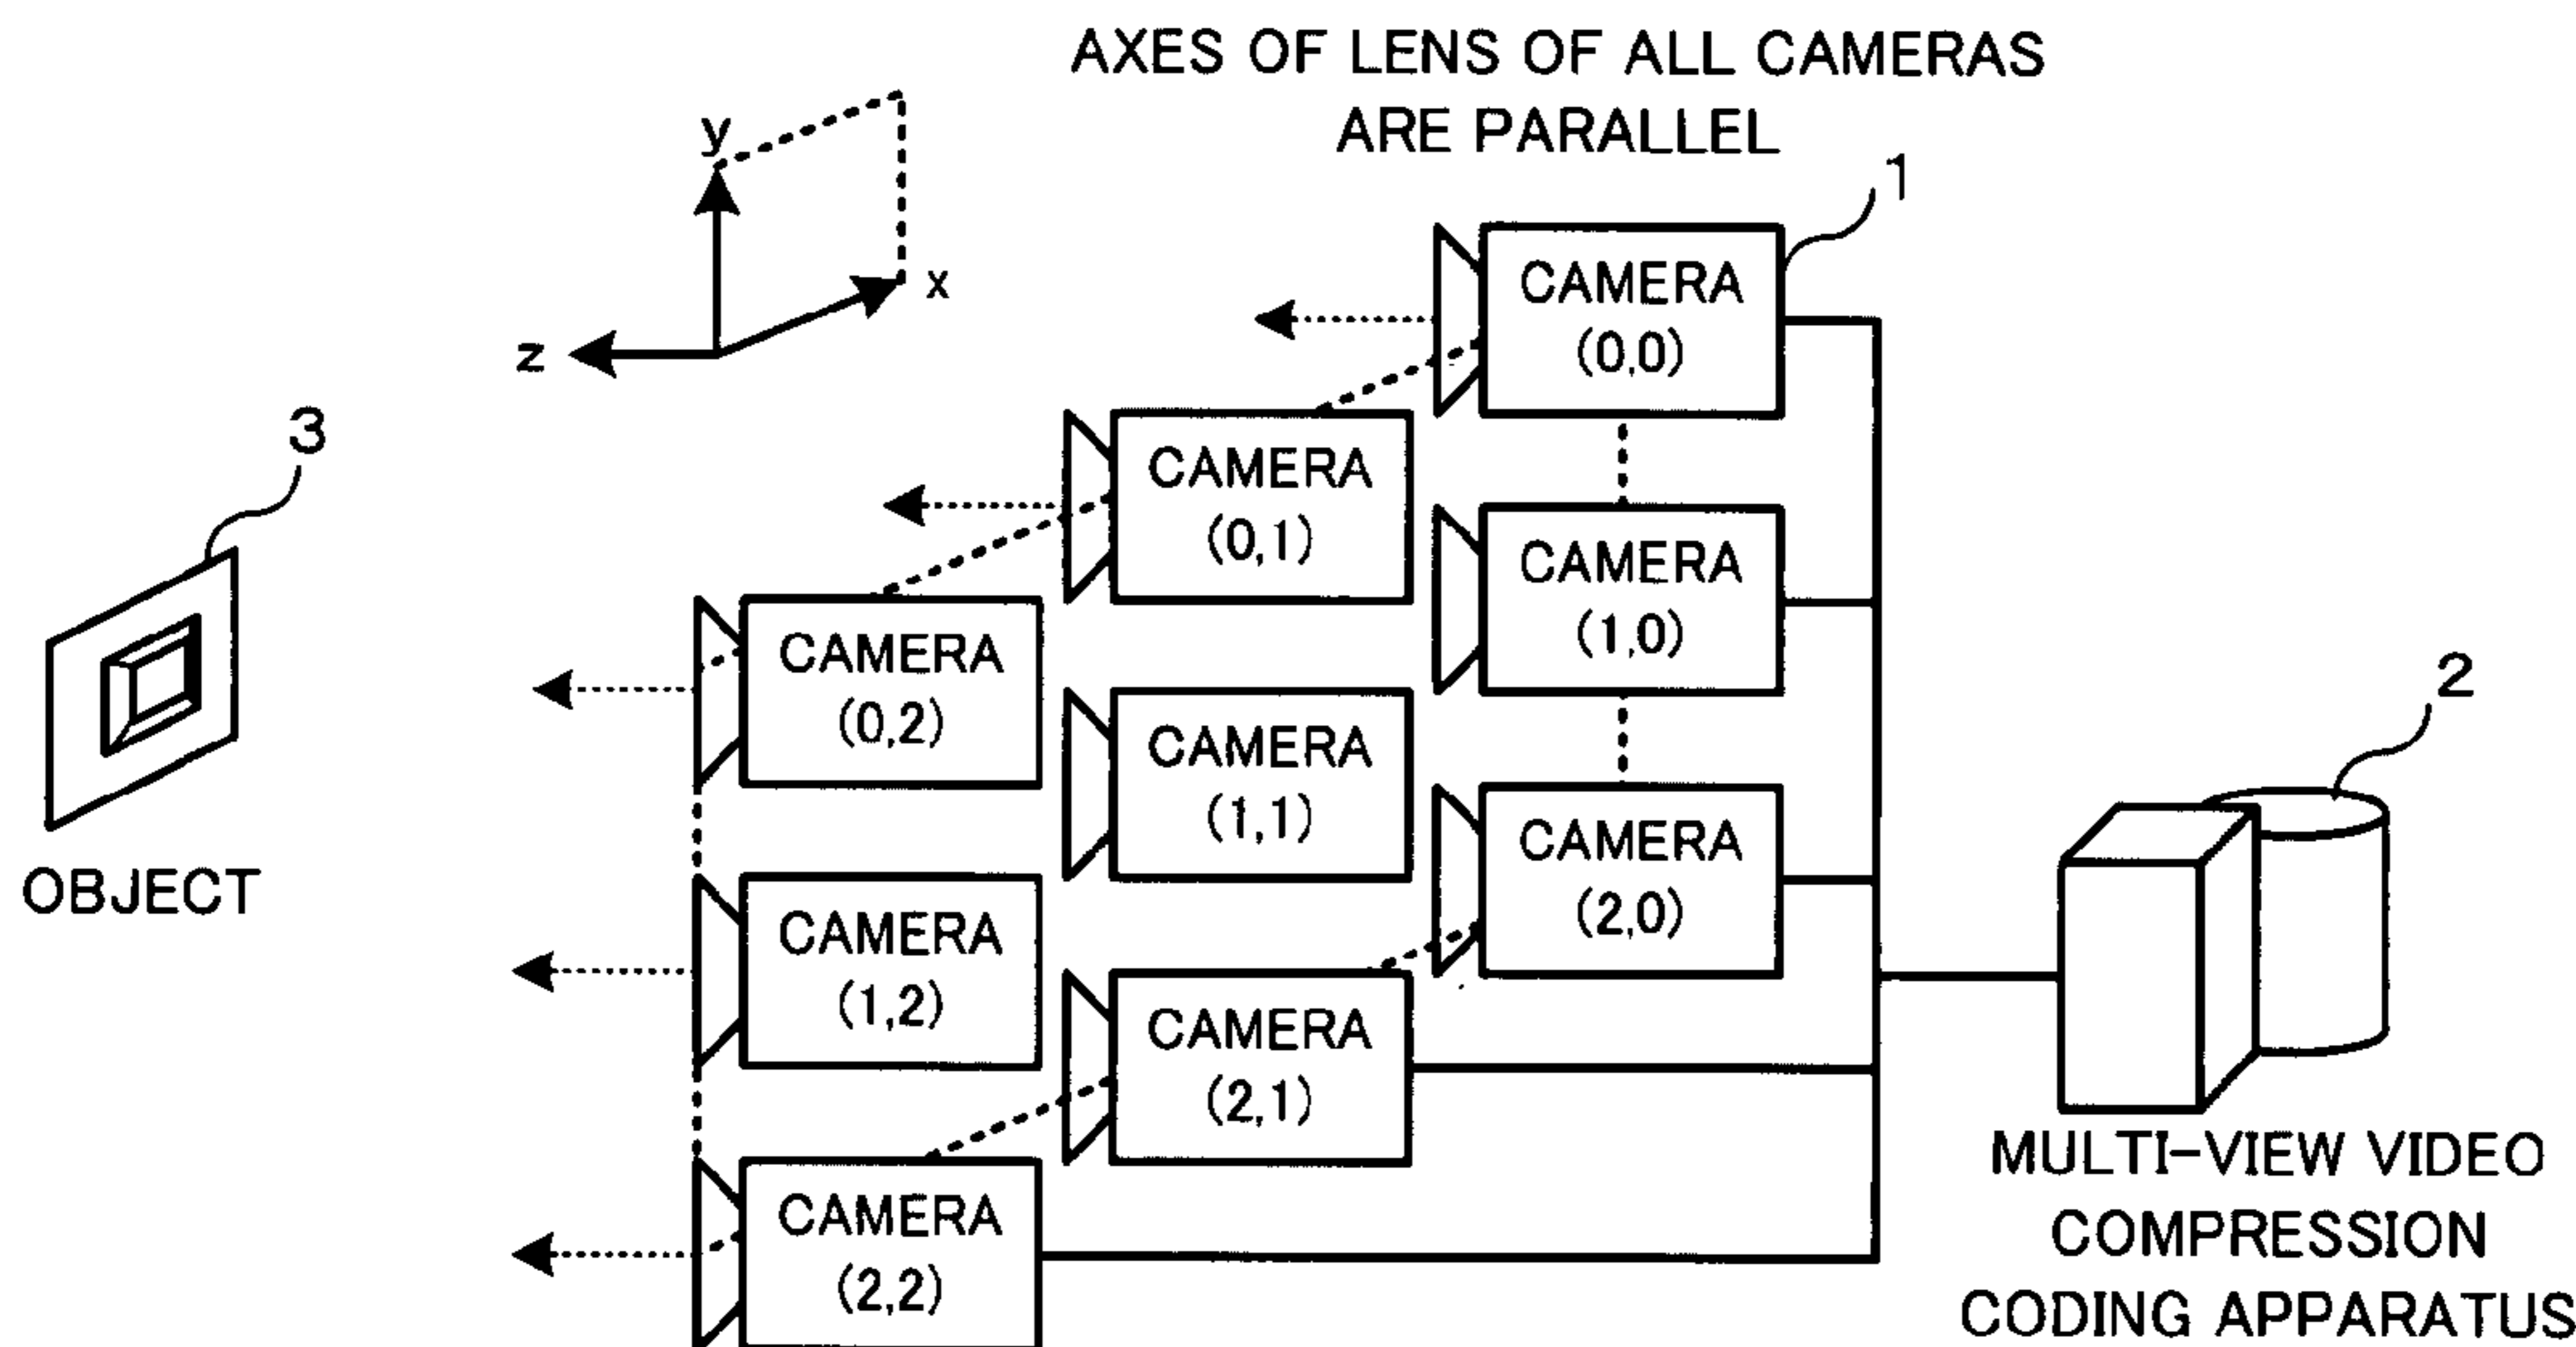 AXES OF LENS OF ALL CAMERAS
ARE PARALLEL
y
x
z
1
CAMERA
(0,0)
3
CAMERA
(0,1)
CAMERA
(1,0)
CAMERA
(0,2)
2
CAMERA
(1,1)
CAMERA
(2,0)
OBJECT
CAMERA
(1,2)
CAMERA
(2,1)
CAMERA
(2,2)
MULTI-VIEW VIDEO
COMPRESSION
CODING APPARATUS